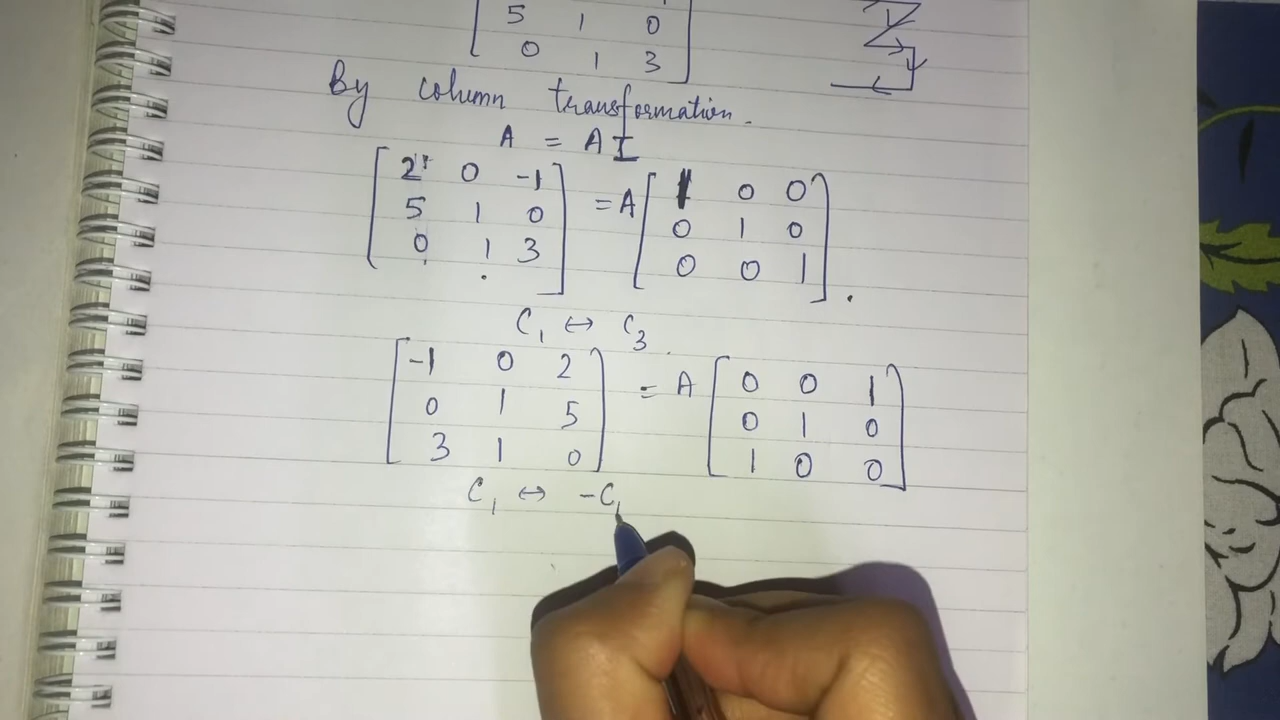 5 1 0
0 1 3
By column transformation.
A = AI
[2 0 -1] = A[1 0 0]
[5 1 0] [0 1 0]
[0 1 3] [0 0 1].
C₁ ↔ C₃.
[-1 0 2] = A[0 0 1]
[0 1 5] [0 1 0]
[3 1 0] [1 0 0]
C₁ ↔ -C₁